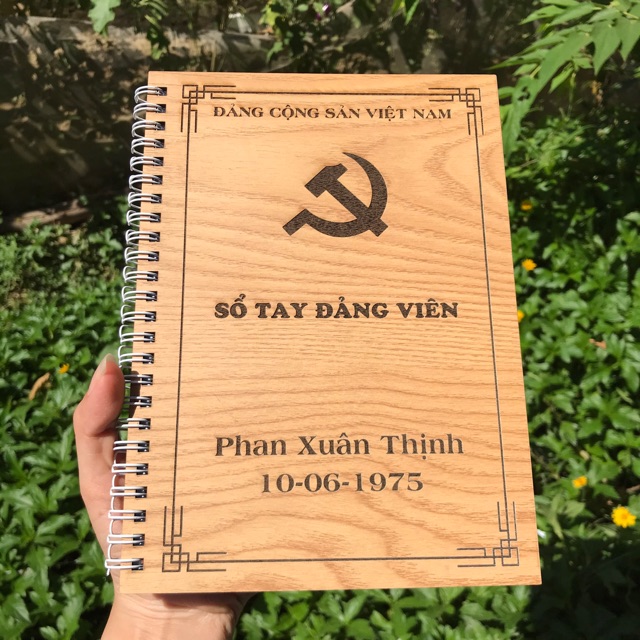 ĐẢNG CỘNG SẢN VIỆT NAM
SỔ TAY ĐẢNG VIÊN
Phan Xuân Thịnh
10-06-1975